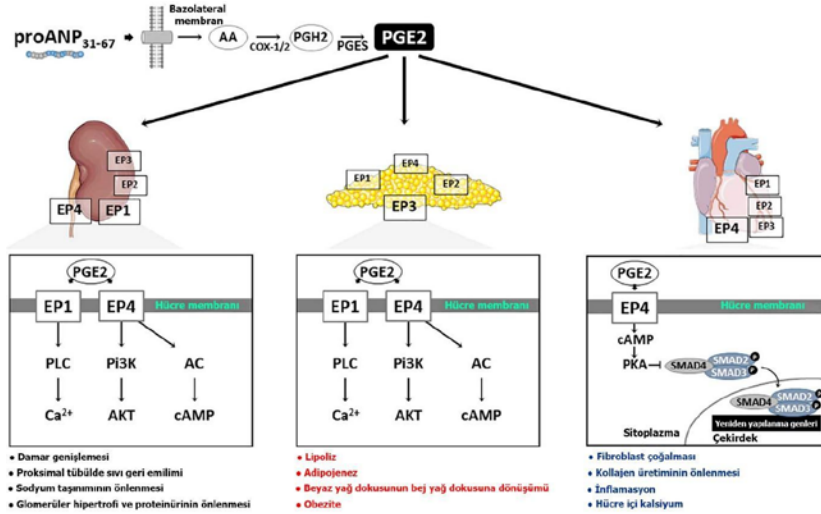 Bazolateral
membran
proANP31-67
AA
COX-1/2
PGH2
PGES
PGE2
EP3
EP2
EP4
EP1
EP4
EP1
EP2
EP3
EP1
EP2
EP4
EP3
PGE2
EP1
EP4
Hücre membranı
PLC
Pi3K
AC
Ca2+
AKT
cAMP
PGE2
EP1
EP4
Hücre membranı
PLC
Pi3K
AC
Ca2+
AKT
cAMP
PGE2
EP4
Hücre membranı
cAMP
PKA
SMAD4
SMAD2
SMAD3
P
P
SMAD4
SMAD2
SMAD3
P
P
Yeniden yapılanma genleri
Sitoplazma
Çekirdek
• Damar genişlemesi
• Proksimal tübülde sıvı geri emilimi
• Sodyum taşınımının önlenmesi
• Glomerüler hipertrofi ve proteinürinin önlenmesi
• Lipoliz
• Adipojenez
• Beyaz yağ dokusunun bej yağ dokusuna dönüşümü
• Obezite
• Fibroblast çoğalması
• Kollajen üretiminin önlenmesi
• İnflamasyon
• Hücre içi kalsiyum